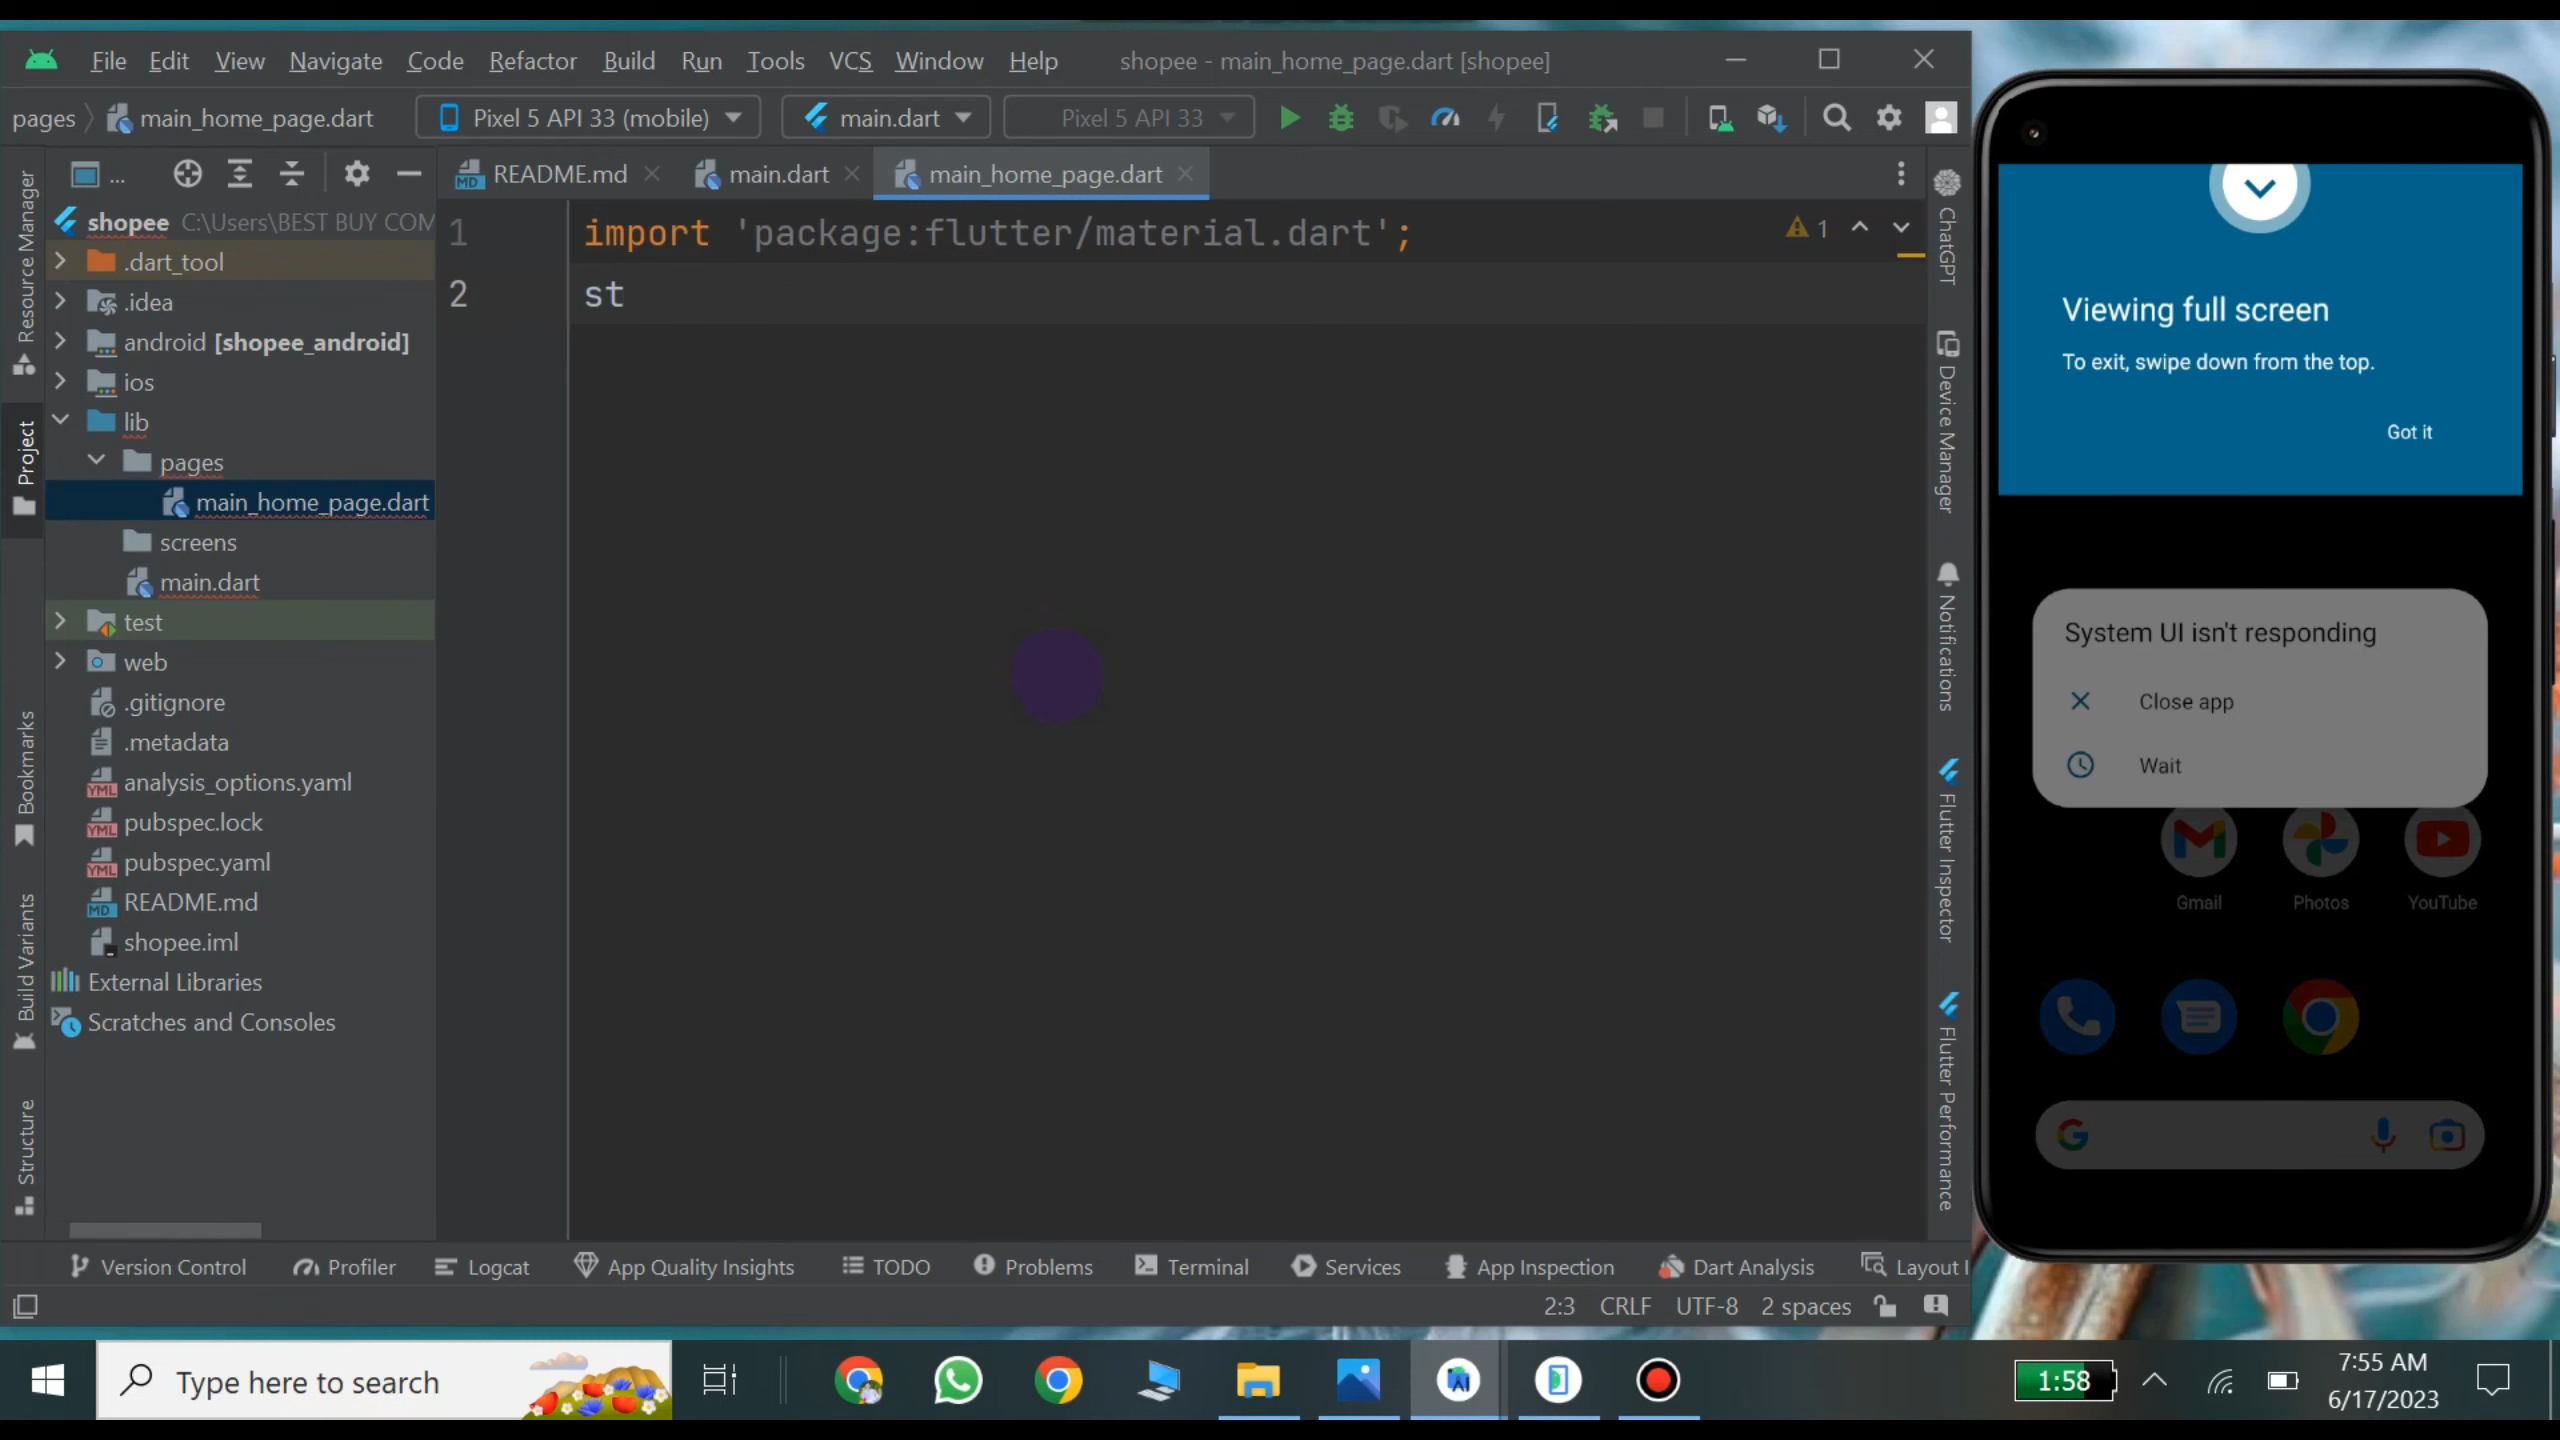 File Edit View Navigate Code Refactor Build Run Tools VCS Window Help shopee - main_home_page.dart [shopee]
pages main_home_page.dart Pixel 5 API 33 (mobile) main.dart Pixel 5 API 33
... README.md main.dart main_home_page.dart
shopee C:\Users\BEST BUY COM
.dart_tool
.idea
android [shopee_android]
ios
lib
pages
main_home_page.dart
screens
main.dart
test
web
.gitignore
.metadata
analysis_options.yaml
pubspec.lock
pubspec.yaml
README.md
shopee.iml
External Libraries
Scratches and Consoles
Resource Manager
Project
Bookmarks
Build Variants
Structure
1 import 'package:flutter/material.dart'; 1
2 st
ChatGPT
Device Manager
Notifications
Flutter Inspector
Flutter Performance
Version Control Profiler Logcat App Quality Insights TODO Problems Terminal Services App Inspection Dart Analysis Layout I
2:3 CRLF UTF-8 2 spaces
Viewing full screen
To exit, swipe down from the top.
Got it
System UI isn't responding
Close app
Wait
Gmail Photos YouTube
Type here to search
1:58
7:55 AM
6/17/2023